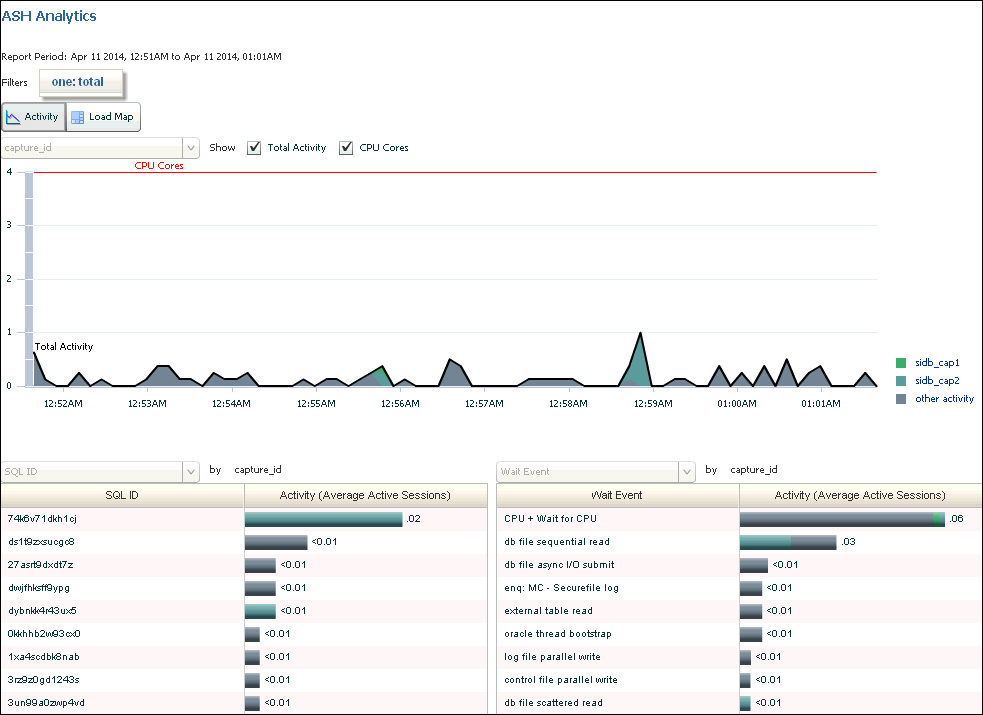 ASH Analytics
Report Period: Apr 11 2014, 12:51AM to Apr 11 2014, 01:01AM
Filters one: total
Activity Load Map
capture_id Show Total Activity CPU Cores
CPU Cores
4
3
2
1
Total Activity
0
12:52AM 12:53AM 12:54AM 12:55AM 12:56AM 12:57AM 12:58AM 12:59AM 01:00AM 01:01AM
sidb_cap1
sidb_cap2
other activity
SQL ID by capture_id
SQL ID Activity (Average Active Sessions)
74k6v71dkh1cj .02
ds1t9zxsucgc8 <0.01
27asrt9dxdt7z <0.01
dwjfhksff9ypg <0.01
dybnkk4r43ux5 <0.01
0kkhhb2w93cx0 <0.01
1xa4scdbk8nab <0.01
3rz9z0gd1243s <0.01
3un99a0zwp4vd <0.01
Wait Event by capture_id
Wait Event Activity (Average Active Sessions)
CPU + Wait for CPU .06
db file sequential read .03
db file async I/O submit <0.01
enq: MC - Securefile log <0.01
external table read <0.01
oracle thread bootstrap <0.01
log file parallel write <0.01
control file parallel write <0.01
db file scattered read <0.01